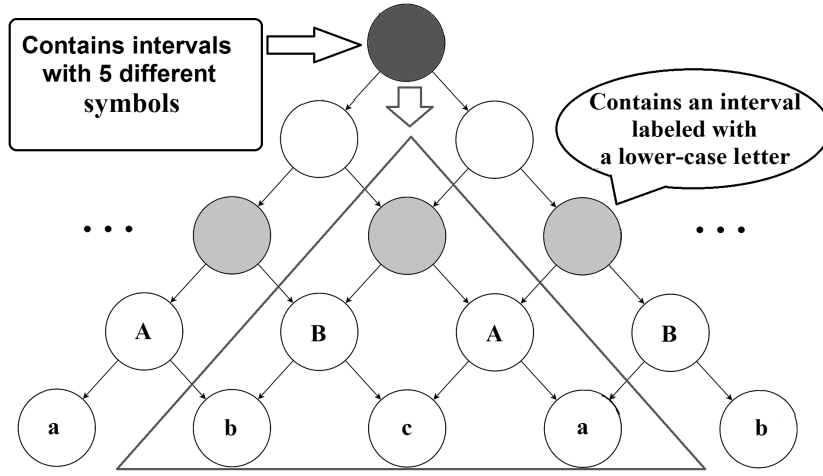 Contains intervals
with 5 different
symbols
Contains an interval
labeled with
a lower-case letter
. . .
. . .
A
B
A
B
a
b
c
a
b